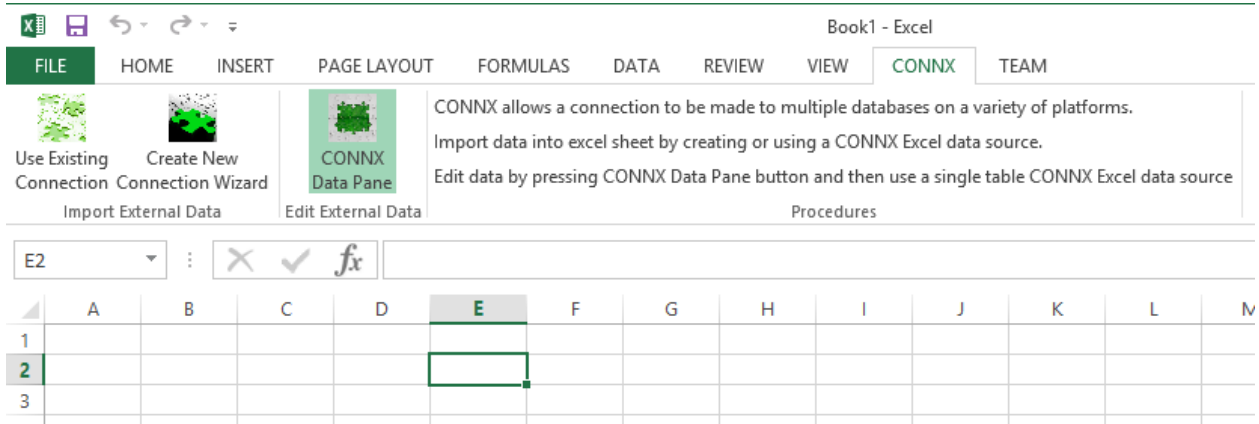 Book1 - Excel
FILE HOME INSERT PAGE LAYOUT FORMULAS DATA REVIEW VIEW CONNX TEAM
Use Existing Connection
Create New Connection Wizard
Import External Data
CONNX Data Pane
Edit External Data
CONNX allows a connection to be made to multiple databases on a variety of platforms.
Import data into excel sheet by creating or using a CONNX Excel data source.
Edit data by pressing CONNX Data Pane button and then use a single table CONNX Excel data source
Procedures
E2 fx
A B C D E F G H I J K L M
1
2
3